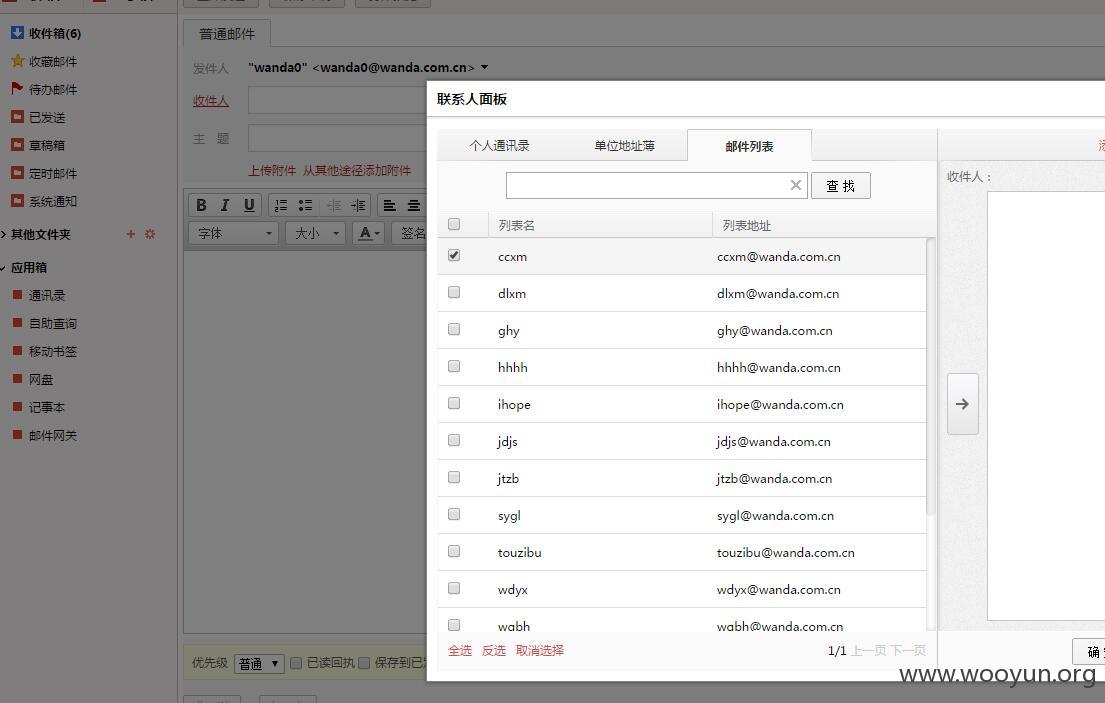 收件箱(6)
收藏邮件
待办邮件
已发送
草稿箱
定时邮件
系统通知
其他文件夹
应用箱
通讯录
自助查询
移动书签
网盘
记事本
邮件网关
普通邮件
发件人 "wanda0" <wanda0@wanda.com.cn>
收件人
主 题
上传附件 从其他途径添加附件
B I U
字体 大小 A 签名
优先级 普通 已读回执 保存到已发
联系人面板
个人通讯录 单位地址薄 邮件列表
查 找
列表名 列表地址
ccxm ccxm@wanda.com.cn
dlxm dlxm@wanda.com.cn
ghy ghy@wanda.com.cn
hhhh hhhh@wanda.com.cn
ihope ihope@wanda.com.cn
jdjs jdjs@wanda.com.cn
jtzb jtzb@wanda.com.cn
sygl sygl@wanda.com.cn
touzibu touzibu@wanda.com.cn
wdyx wdyx@wanda.com.cn
wgbh wgbh@wanda.com.cn
全选 反选 取消选择 1/1 上一页 下一页
收件人：
确
www.wooyun.org